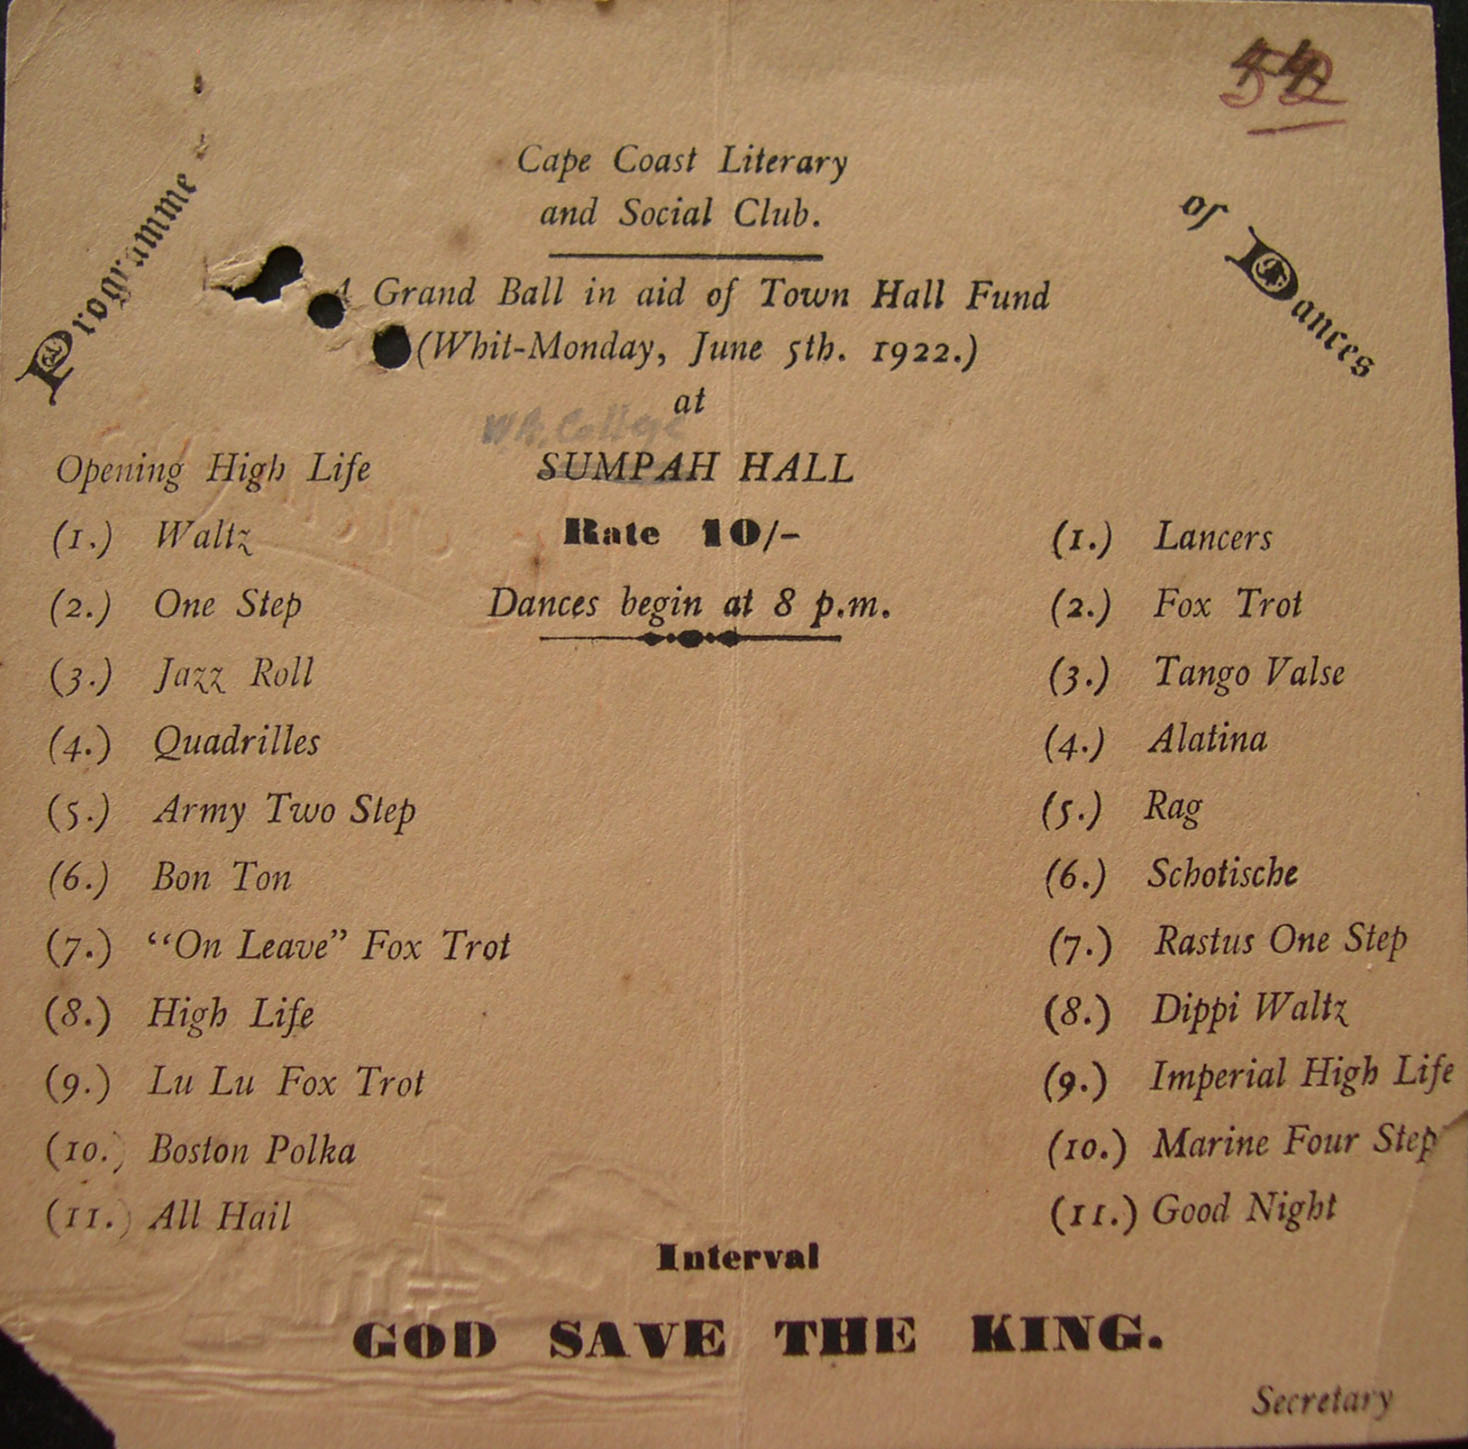 Programme of Dances
44
Cape Coast Literary
and Social Club.
A Grand Ball in aid of Town Hall Fund
(Whit-Monday, June 5th. 1922.)
at
W.A. College
SUMPAH HALL
Rate 10/-
Dances begin at 8 p.m.
Opening High Life
(1.) Waltz
(2.) One Step
(3.) Jazz Roll
(4.) Quadrilles
(5.) Army Two Step
(6.) Bon Ton
(7.) “On Leave” Fox Trot
(8.) High Life
(9.) Lu Lu Fox Trot
(10.) Boston Polka
(11.) All Hail
Interval
(1.) Lancers
(2.) Fox Trot
(3.) Tango Valse
(4.) Alatina
(5.) Rag
(6.) Schotische
(7.) Rastus One Step
(8.) Dippi Waltz
(9.) Imperial High Life
(10.) Marine Four Step
(11.) Good Night
GOD SAVE THE KING.
Secretary